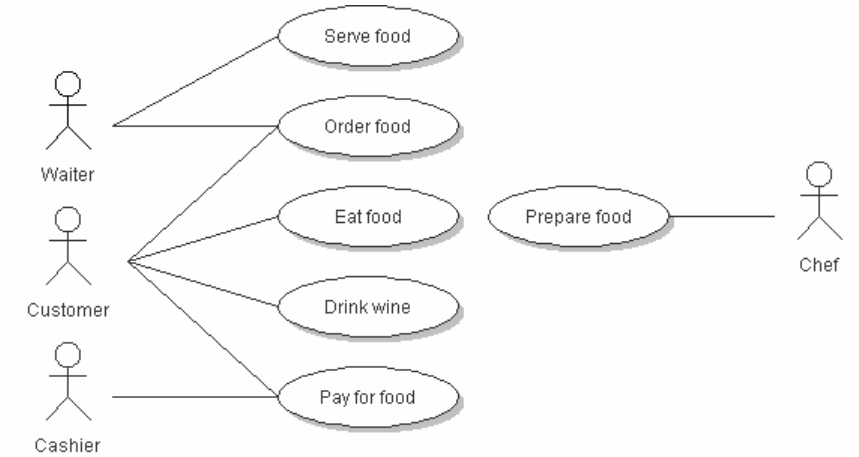 Serve food
Order food
Waiter
Eat food
Prepare food
Chef
Customer
Drink wine
Pay for food
Cashier